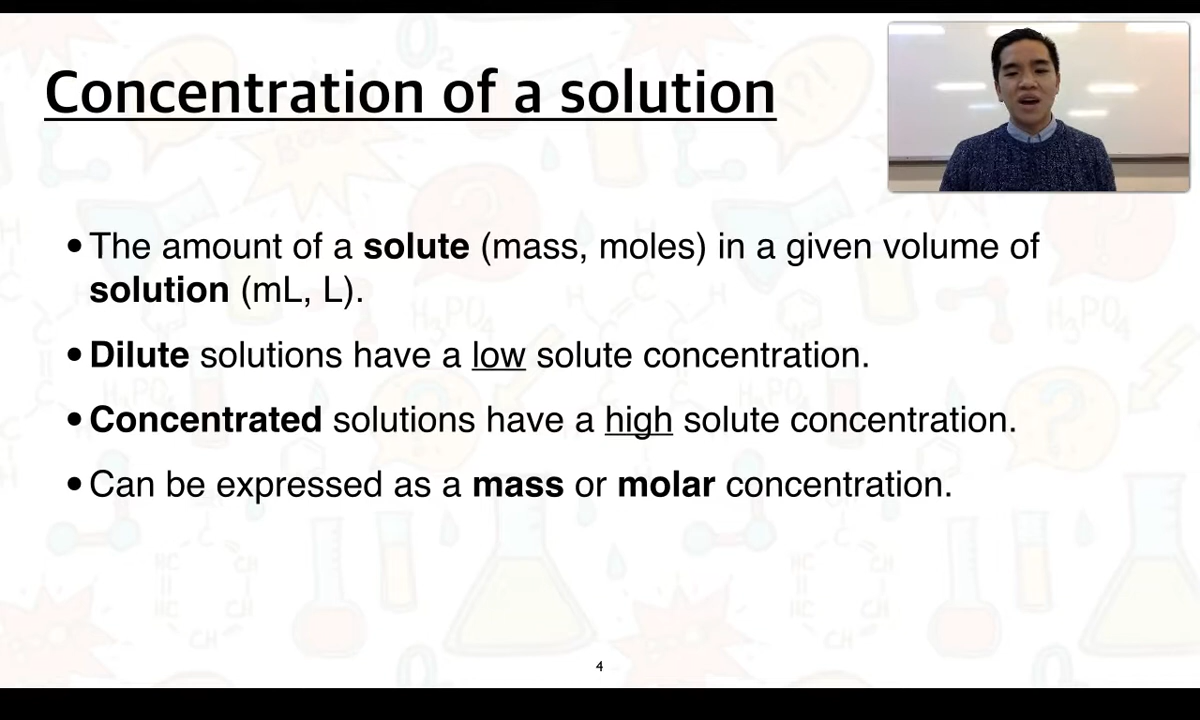 Concentration of a solution
•The amount of a solute (mass, moles) in a given volume of
solution (mL, L).
•Dilute solutions have a low solute concentration.
•Concentrated solutions have a high solute concentration.
•Can be expressed as a mass or molar concentration.
4